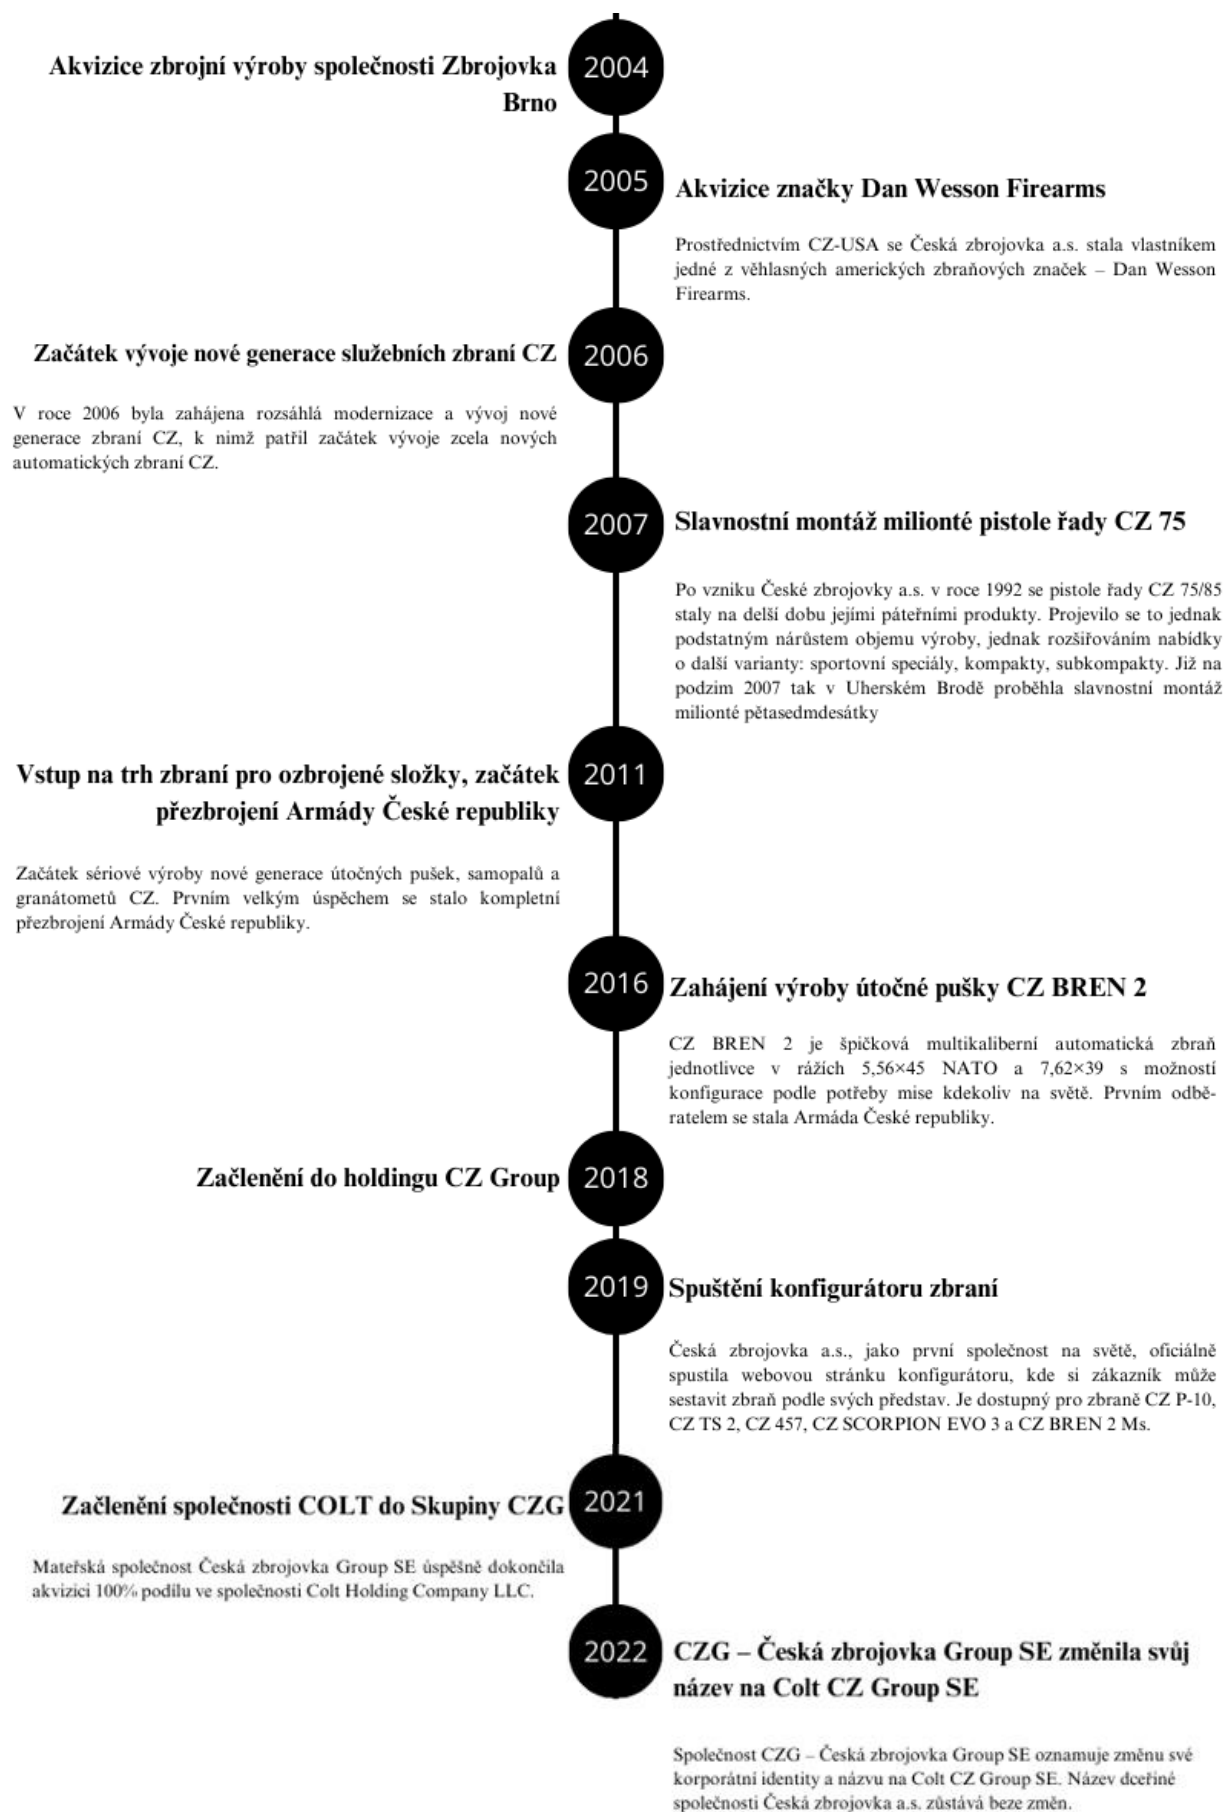 Akvizice zbrojní výroby společnosti Zbrojovka
Brno
2004
2005
Akvizice značky Dan Wesson Firearms
Prostřednictvím CZ-USA se Česká zbrojovka a.s. stala vlastníkem
jedné z věhlasných amerických zbraňových značek – Dan Wesson
Firearms.
Začátek vývoje nové generace služebních zbraní CZ
2006
V roce 2006 byla zahájena rozsáhlá modernizace a vývoj nové
generace zbraní CZ, k nimž patřil začátek vývoje zcela nových
automatických zbraní CZ.
2007
Slavnostní montáž milionté pistole řady CZ 75
Po vzniku České zbrojovky a.s. v roce 1992 se pistole řady CZ 75/85
staly na delší dobu jejími páteřními produkty. Projevilo se to jednak
podstatným nárůstem objemu výroby, jednak rozšiřováním nabídky
o další varianty: sportovní speciály, kompakty, subkompakty. Již na
podzim 2007 tak v Uherském Brodě proběhla slavnostní montáž
milionté pětasedmdesátky
Vstup na trh zbraní pro ozbrojené složky, začátek
přezbrojení Armády České republiky
2011
Začátek sériové výroby nové generace útočných pušek, samopalů a
granátometů CZ. Prvním velkým úspěchem se stalo kompletní
přezbrojení Armády České republiky.
2016
Zahájení výroby útočné pušky CZ BREN 2
CZ BREN 2 je špičková multikaliberní automatická zbraň
jednotlivce v rážích 5,56×45 NATO a 7,62×39 s možností
konfigurace podle potřeby mise kdekoliv na světě. Prvním odbě-
ratelem se stala Armáda České republiky.
Začlenění do holdingu CZ Group
2018
2019
Spuštění konfigurátoru zbraní
Česká zbrojovka a.s., jako první společnost na světě, oficiálně
spustila webovou stránku konfigurátoru, kde si zákazník může
sestavit zbraň podle svých představ. Je dostupný pro zbraně CZ P-10,
CZ TS 2, CZ 457, CZ SCORPION EVO 3 a CZ BREN 2 Ms.
Začlenění společnosti COLT do Skupiny CZG
2021
Mateřská společnost Česká zbrojovka Group SE úspěšně dokončila
akvizici 100% podílu ve společnosti Colt Holding Company LLC.
2022
CZG – Česká zbrojovka Group SE změnila svůj
název na Colt CZ Group SE
Společnost CZG – Česká zbrojovka Group SE oznamuje změnu své
korporátní identity a názvu na Colt CZ Group SE. Název dceřiné
společnosti Česká zbrojovka a.s. zůstává beze změn.